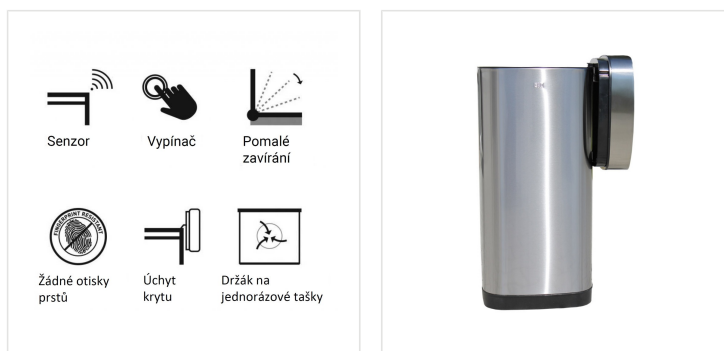 Senzor
Vypínač
Pomalé
zavírání
FINGERPRINT RESISTANT
Žádné otisky
prstů
Úchyt
krytu
Držák na
jednorázové tašky